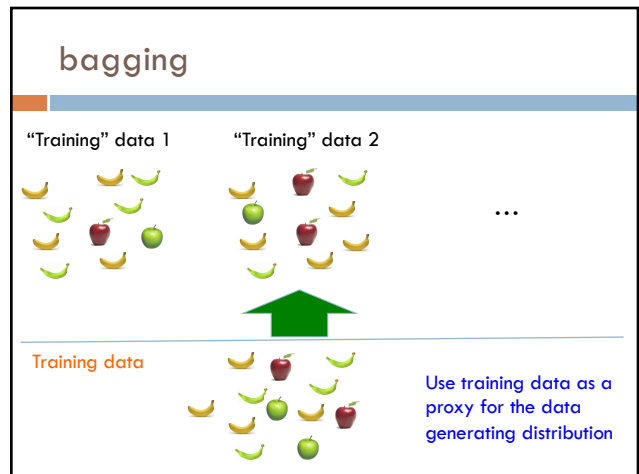 bagging
“Training” data 1
“Training” data 2
...
Training data
Use training data as a
proxy for the data
generating distribution